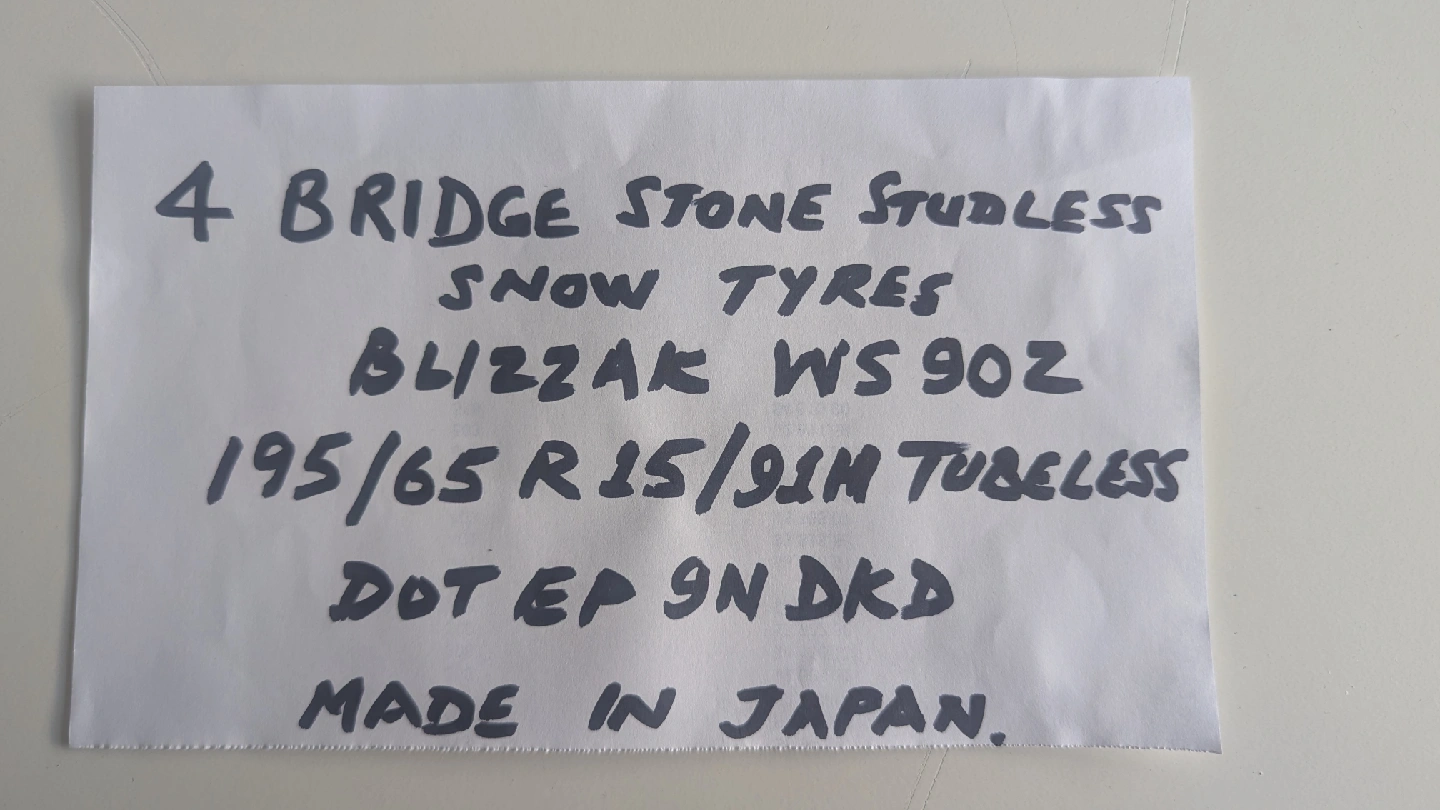 4 BRIDGE STONE STUDLESS
SNOW TYRES
BLIZZAK WS 90Z
195/65 R 15/91H TUBELESS
DOT EP 9N DKD
MADE IN JAPAN.